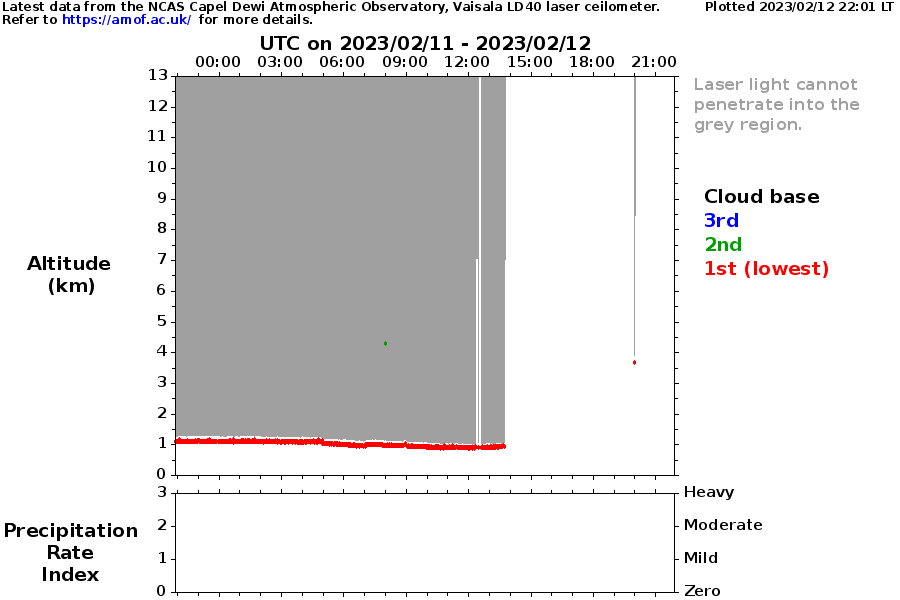 Latest data from the NCAS Capel Dewi Atmospheric Observatory, Vaisala LD40 laser ceilometer. Plotted 2023/02/12 22:01 LT
Refer to https://amof.ac.uk/ for more details.
UTC on 2023/02/11 - 2023/02/12
00:00 03:00 06:00 09:00 12:00 15:00 18:00 21:00
13
12
11
10
9
8
7
6
5
4
3
2
1
0
Altitude
(km)
Laser light cannot
penetrate into the
grey region.
Cloud base
3rd
2nd
1st (lowest)
3 Heavy
2 Moderate
1 Mild
0 Zero
Precipitation
Rate
Index